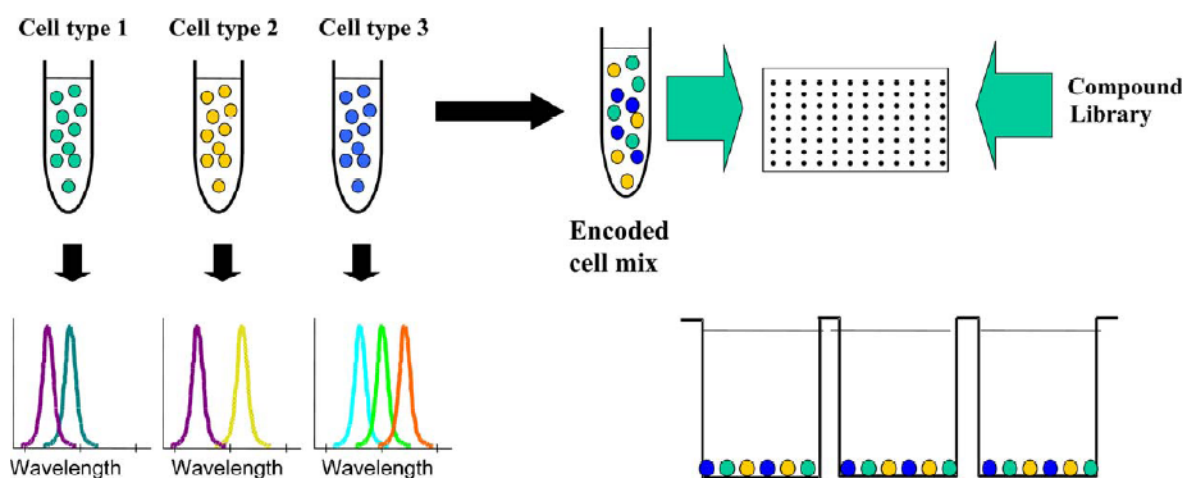 Cell type 1
Cell type 2
Cell type 3
Compound
Library
Encoded
cell mix
Wavelength
Wavelength
Wavelength